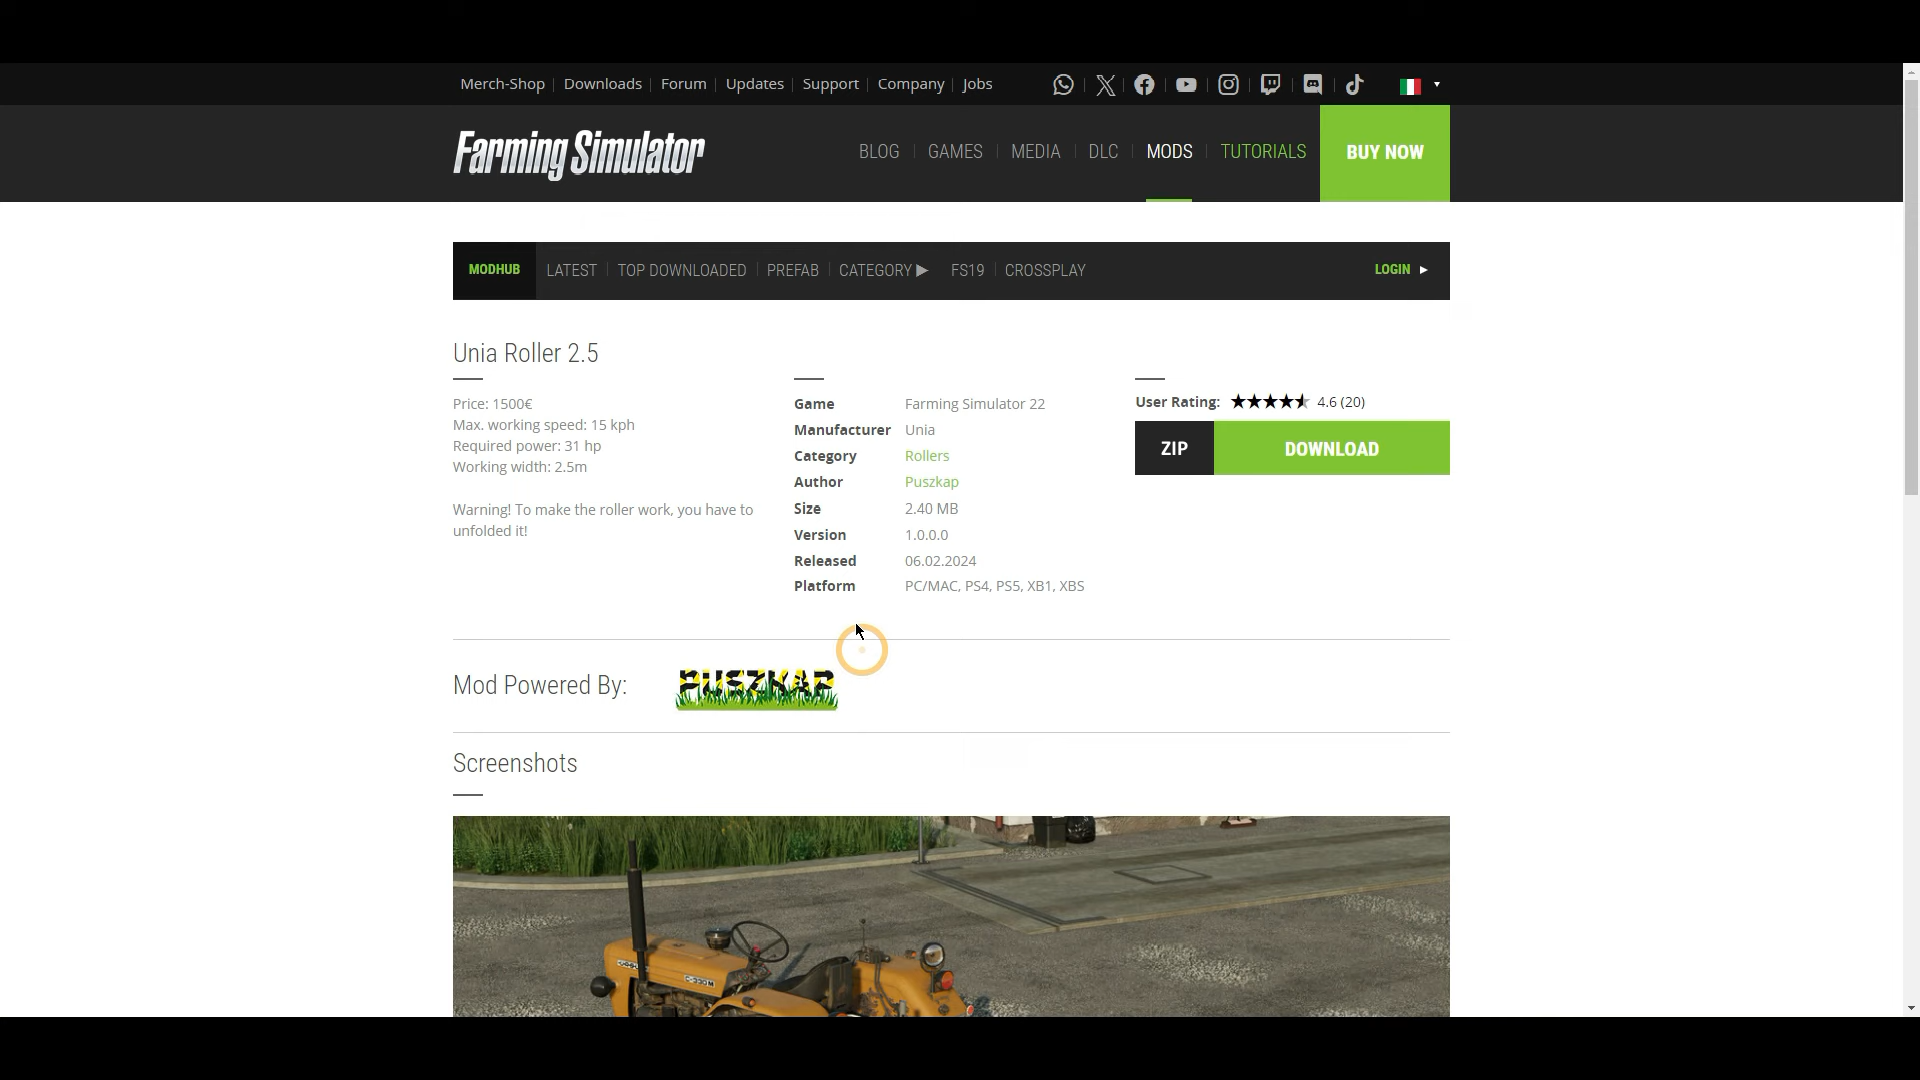 Merch-Shop Downloads Forum Updates Support Company Jobs
Farming Simulator
BLOG GAMES MEDIA DLC MODS TUTORIALS BUY NOW
MODHUB LATEST TOP DOWNLOADED PREFAB CATEGORY FS19 CROSSPLAY LOGIN
Unia Roller 2.5
Price: 1500€
Max. working speed: 15 kph
Required power: 31 hp
Working width: 2.5m
Warning! To make the roller work, you have to
unfolded it!
Game Farming Simulator 22
Manufacturer Unia
Category Rollers
Author Puszkap
Size 2.40 MB
Version 1.0.0.0
Released 06.02.2024
Platform PC/MAC, PS4, PS5, XB1, XBS
User Rating: 4.6 (20)
ZIP DOWNLOAD
Mod Powered By: PUSZKAP
Screenshots